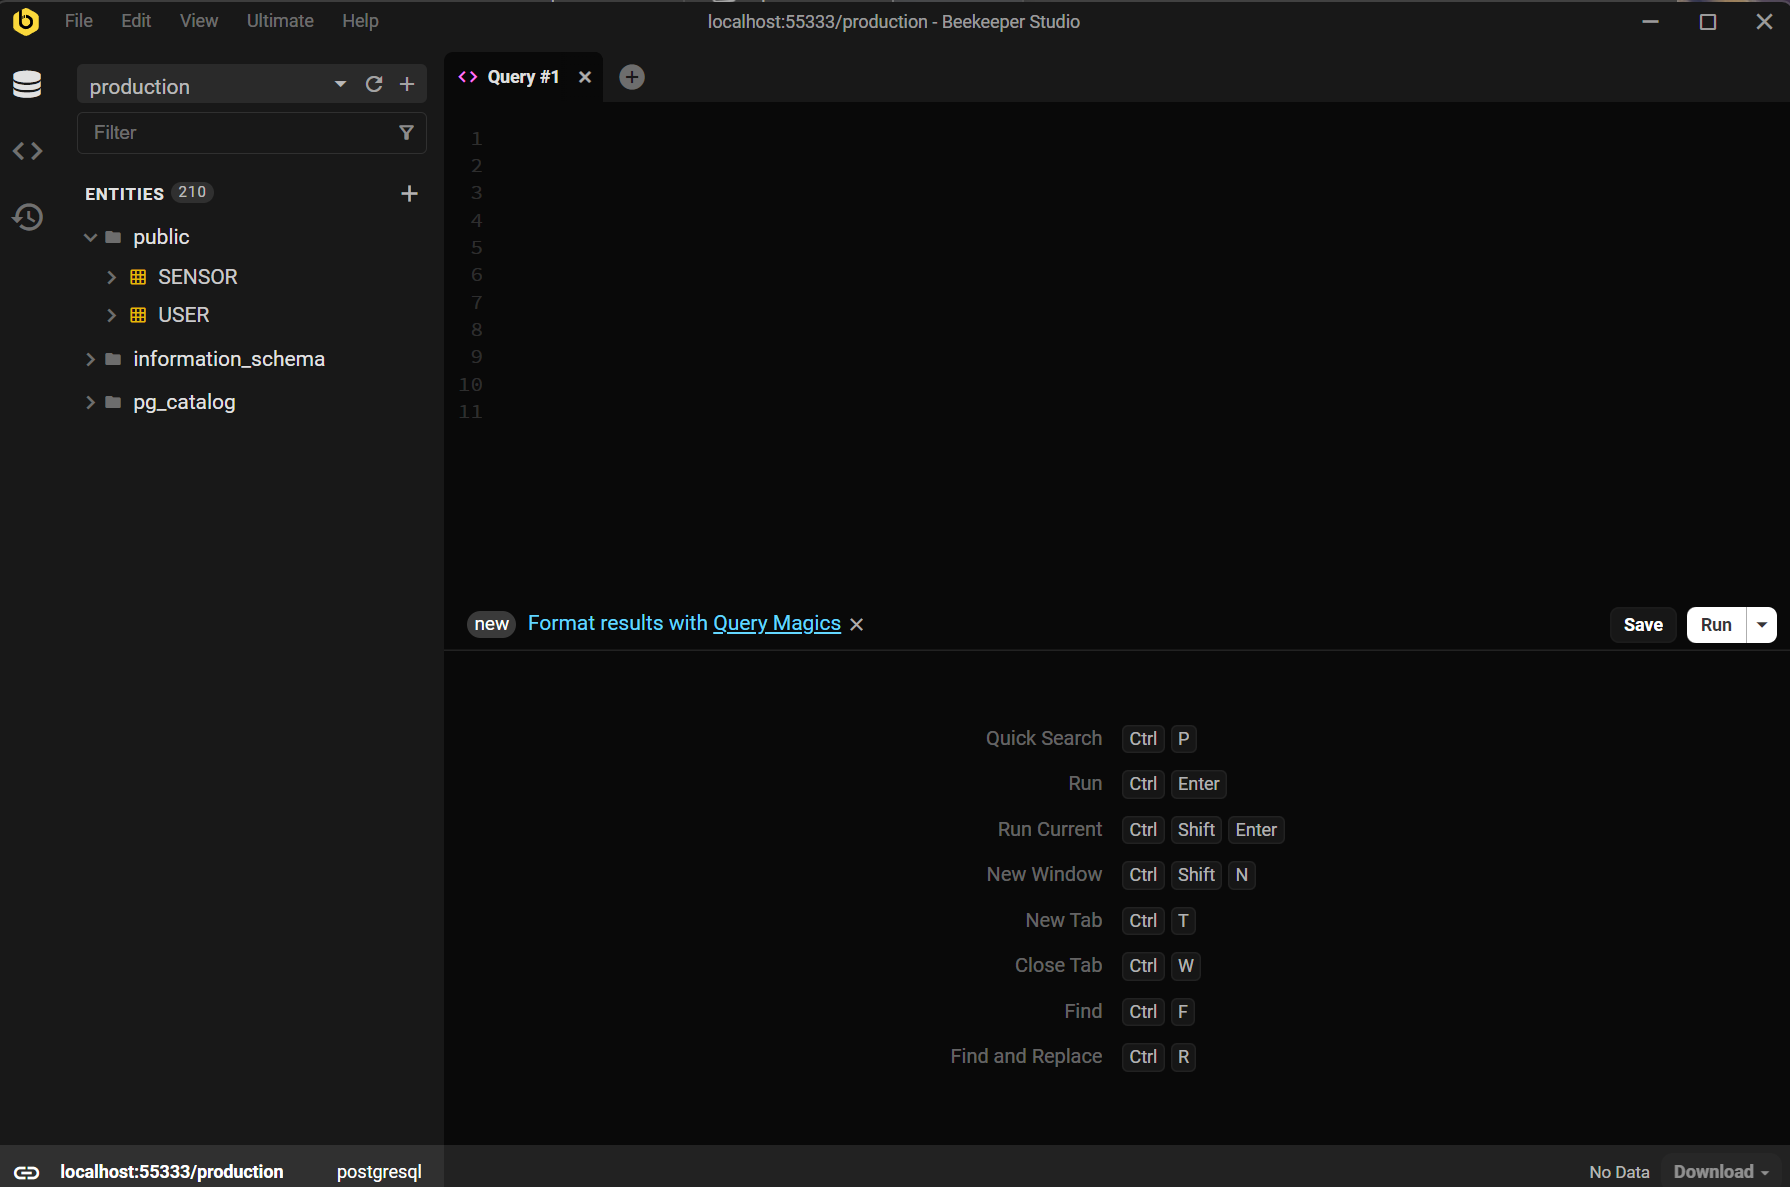 File Edit View Ultimate Help
localhost:55333/production - Beekeeper Studio
production
Filter
ENTITIES 210
public
SENSOR
USER
information_schema
pg_catalog
Query #1
1
2
3
4
5
6
7
8
9
10
11
new Format results with Query Magics
Save Run
Quick Search Ctrl P
Run Ctrl Enter
Run Current Ctrl Shift Enter
New Window Ctrl Shift N
New Tab Ctrl T
Close Tab Ctrl W
Find Ctrl F
Find and Replace Ctrl R
localhost:55333/production postgresql
No Data Download